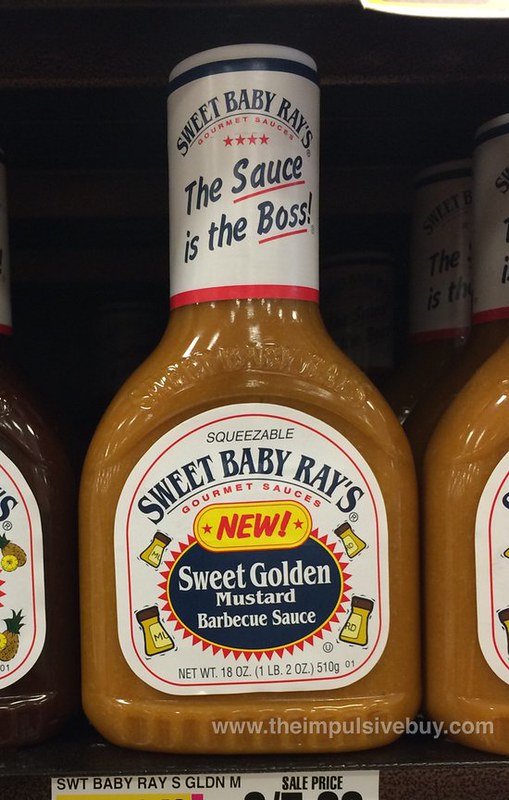 SWEET BABY RAY'S®
GOURMET SAUCES
The Sauce
is the Boss!®
SQUEEZABLE
SWEET BABY RAY'S®
GOURMET SAUCES
NEW!
Sweet Golden
Mustard
Barbecue Sauce
NET WT. 18 OZ. (1 LB. 2 OZ.) 510g 01
www.theimpulsivebuy.com
SWT BABY RAY S GLDN M
SALE PRICE